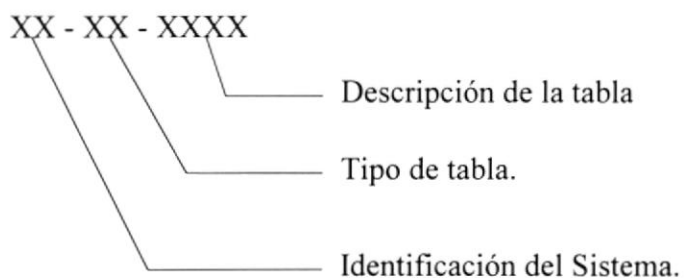 XX - XX - XXXX
Descripción de la tabla
Tipo de tabla.
Identificación del Sistema.